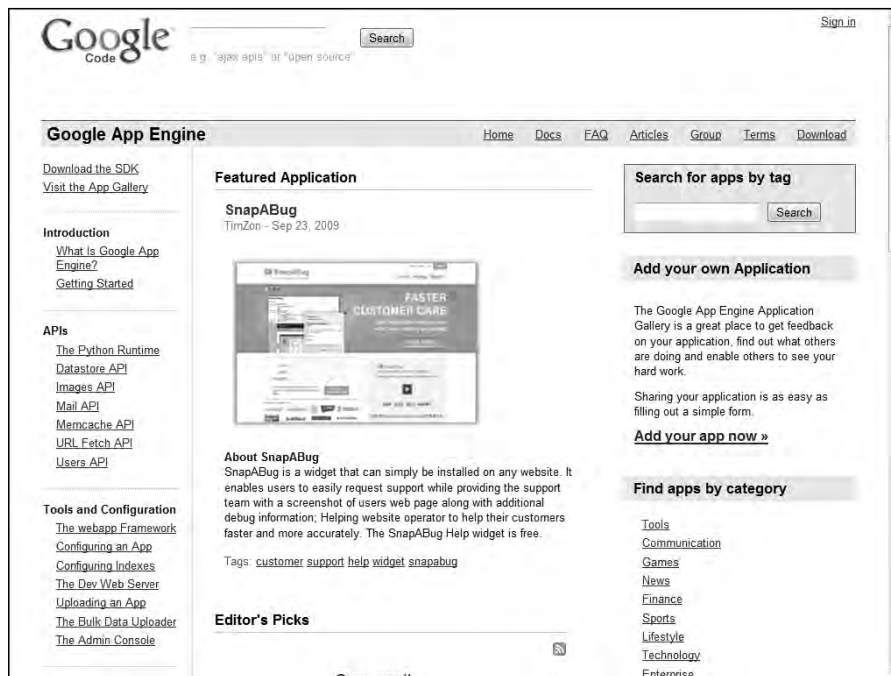 Google
Code
Search
e.g. "ajax apis" or "open source"
Sign in
Google App Engine
Home Docs FAQ Articles Group Terms Download
Download the SDK
Visit the App Gallery
Introduction
What Is Google App
Engine?
Getting Started
APIs
The Python Runtime
Datastore API
Images API
Mail API
Memcache API
URL Fetch API
Users API
Tools and Configuration
The webapp Framework
Configuring an App
Configuring Indexes
The Dev Web Server
Uploading an App
The Bulk Data Uploader
The Admin Console
Featured Application
SnapABug
TimZon - Sep 23, 2009
SnapABug
FASTER
CUSTOMER CARE
About SnapABug
SnapABug is a widget that can simply be installed on any website. It
enables users to easily request support while providing the support
team with a screenshot of users web page along with additional
debug information; Helping website operator to help their customers
faster and more accurately. The SnapABug Help widget is free.
Tags: customer support help widget snapabug
Editor's Picks
Search for apps by tag
Search
Add your own Application
The Google App Engine Application
Gallery is a great place to get feedback
on your application, find out what others
are doing and enable others to see your
hard work.
Sharing your application is as easy as
filling out a simple form.
Add your app now »
Find apps by category
Tools
Communication
Games
News
Finance
Sports
Lifestyle
Technology
Enterprise